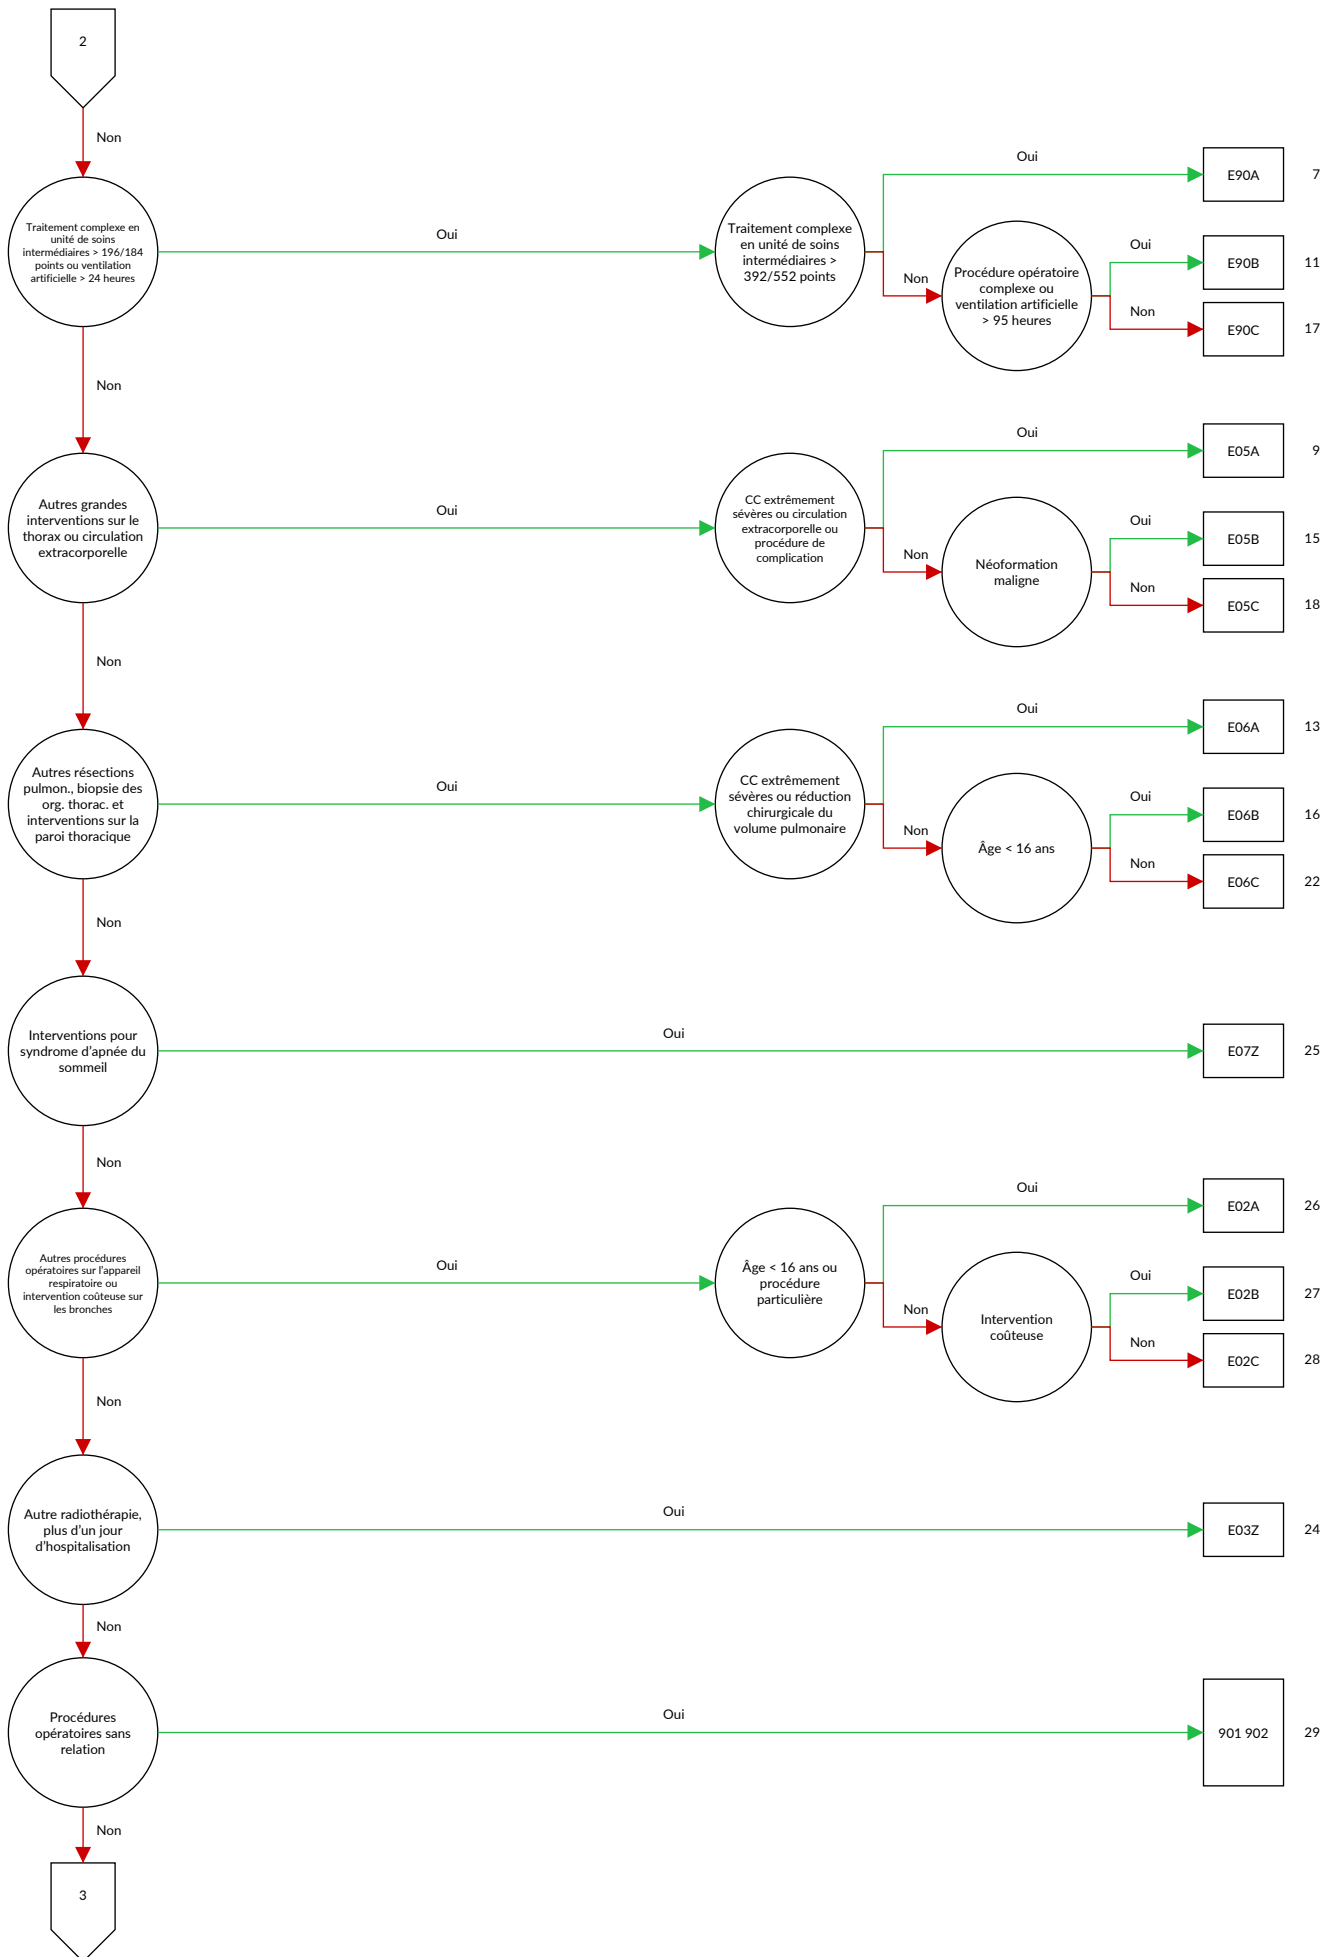 2
Non
Traitement complexe en
unité de soins
intermédiaires > 196/184
points ou ventilation
artificielle > 24 heures
Oui
Traitement complexe
en unité de soins
intermédiaires >
392/552 points
Oui
E90A
7
Non
Procédure opératoire
complexe ou
ventilation artificielle
> 95 heures
Oui
E90B
11
Non
E90C
17
Non
Autres grandes
interventions sur le
thorax ou circulation
extracorporelle
Oui
CC extrêmement
sévères ou circulation
extracorporelle ou
procédure de
complication
Oui
E05A
9
Non
Néoformation
maligne
Oui
E05B
15
Non
E05C
18
Non
Autres résections
pulmon., biopsie des
org. thorac. et
interventions sur la
paroi thoracique
Oui
CC extrêmement
sévères ou réduction
chirurgicale du
volume pulmonaire
Oui
E06A
13
Non
Âge < 16 ans
Oui
E06B
16
Non
E06C
22
Non
Interventions pour
syndrome d'apnée du
sommeil
Oui
E07Z
25
Non
Autres procédures
opératoires sur l'appareil
respiratoire ou
intervention coûteuse sur
les bronches
Oui
Âge < 16 ans ou
procédure
particulière
Oui
E02A
26
Non
Intervention
coûteuse
Oui
E02B
27
Non
E02C
28
Non
Autre radiothérapie,
plus d'un jour
d'hospitalisation
Oui
E03Z
24
Non
Procédures
opératoires sans
relation
Oui
901 902
29
Non
3